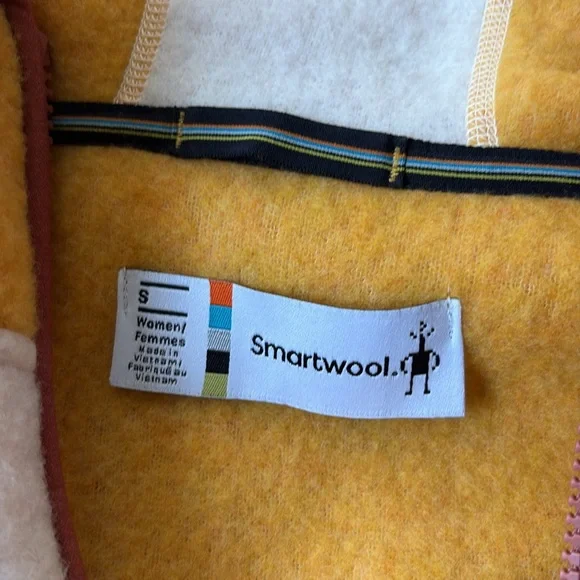 S
Women/
Femmes
Made in
Vietnam/
Fabriqué au
Vietnam
Smartwool.